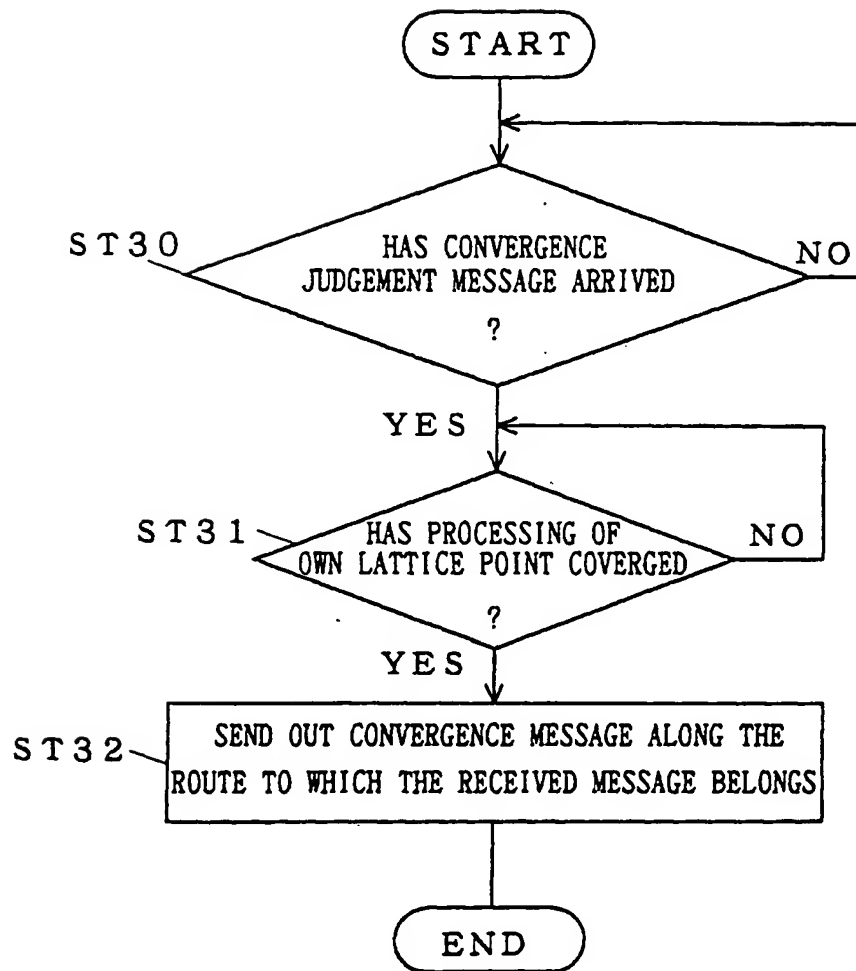 START
ST30
HAS CONVERGENCE
JUDGEMENT MESSAGE ARRIVED
?
NO
YES
ST31
HAS PROCESSING OF
OWN LATTICE POINT COVERGED
?
NO
YES
ST32
SEND OUT CONVERGENCE MESSAGE ALONG THE
ROUTE TO WHICH THE RECEIVED MESSAGE BELONGS
END